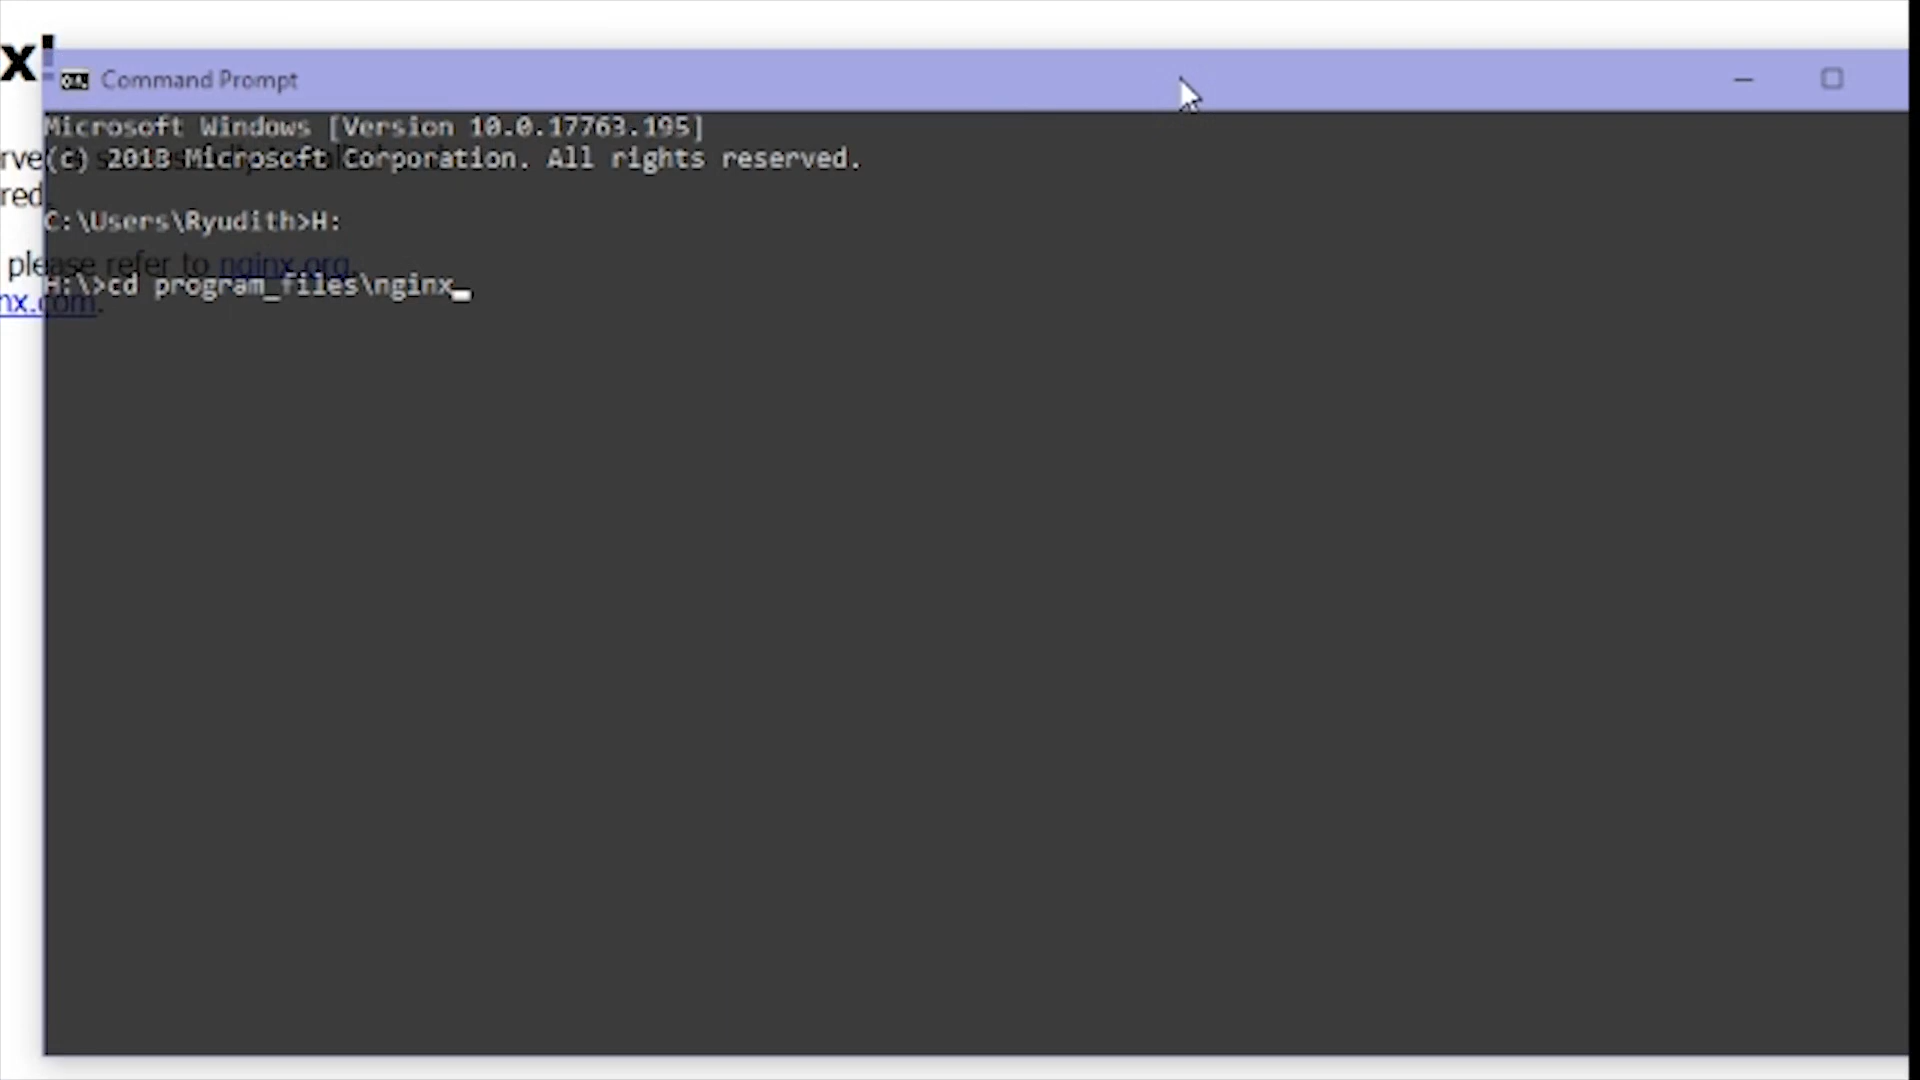 x!
Command Prompt
Microsoft Windows [Version 10.0.17763.195]
rve
(c) 2018 Microsoft Corporation. All rights reserved.
red.
C:\Users\Ryudith>H:
please refer to nginx.org.
H:\>cd program_files\nginx
nx.com.